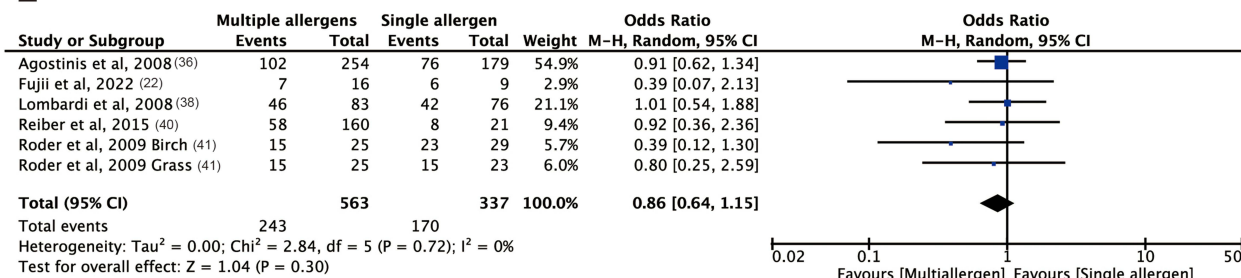 Multiple allergens Single allergen Odds Ratio Odds Ratio
Study or Subgroup Events Total Events Total Weight M-H, Random, 95% CI M-H, Random, 95% CI
Agostinis et al, 2008 (36) 102 254 76 179 54.9% 0.91 [0.62, 1.34]
Fujii et al, 2022 (22) 7 16 6 9 2.9% 0.39 [0.07, 2.13]
Lombardi et al, 2008 (38) 46 83 42 76 21.1% 1.01 [0.54, 1.88]
Reiber et al, 2015 (40) 58 160 8 21 9.4% 0.92 [0.36, 2.36]
Roder et al, 2009 Birch (41) 15 25 23 29 5.7% 0.39 [0.12, 1.30]
Roder et al, 2009 Grass (41) 15 25 15 23 6.0% 0.80 [0.25, 2.59]
Total (95% CI) 563 337 100.0% 0.86 [0.64, 1.15]
Total events 243 170
Heterogeneity: Tau² = 0.00; Chi² = 2.84, df = 5 (P = 0.72); I² = 0%
Test for overall effect: Z = 1.04 (P = 0.30)
0.02 0.1 1 10 50
Favours [Multiallergen] Favours [Single allergen]